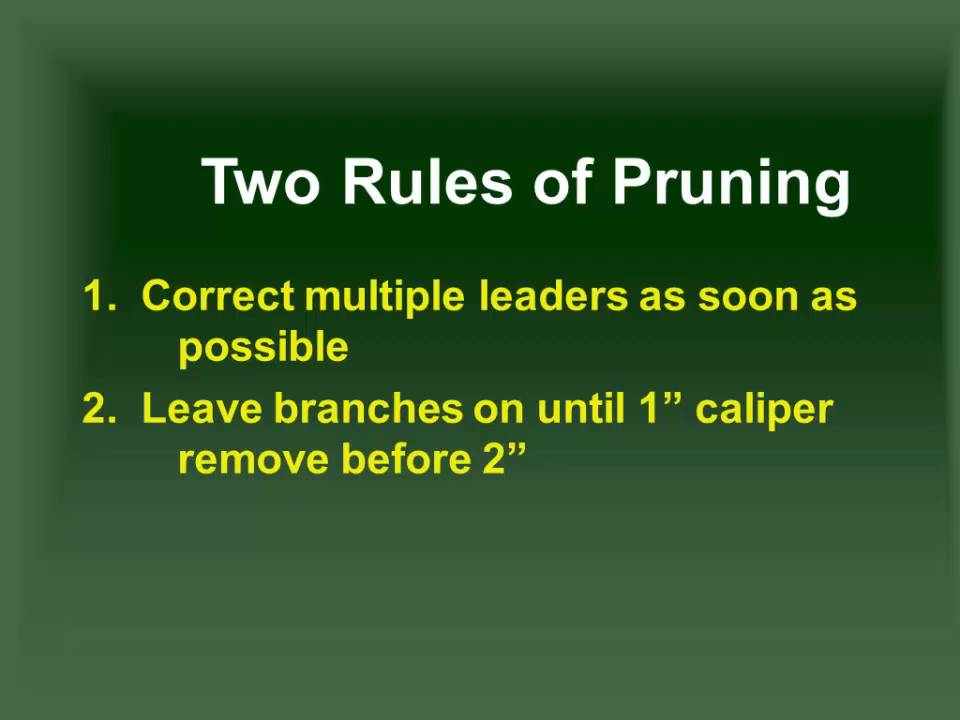 Two Rules of Pruning
1. Correct multiple leaders as soon as
possible
2. Leave branches on until 1” caliper
remove before 2”